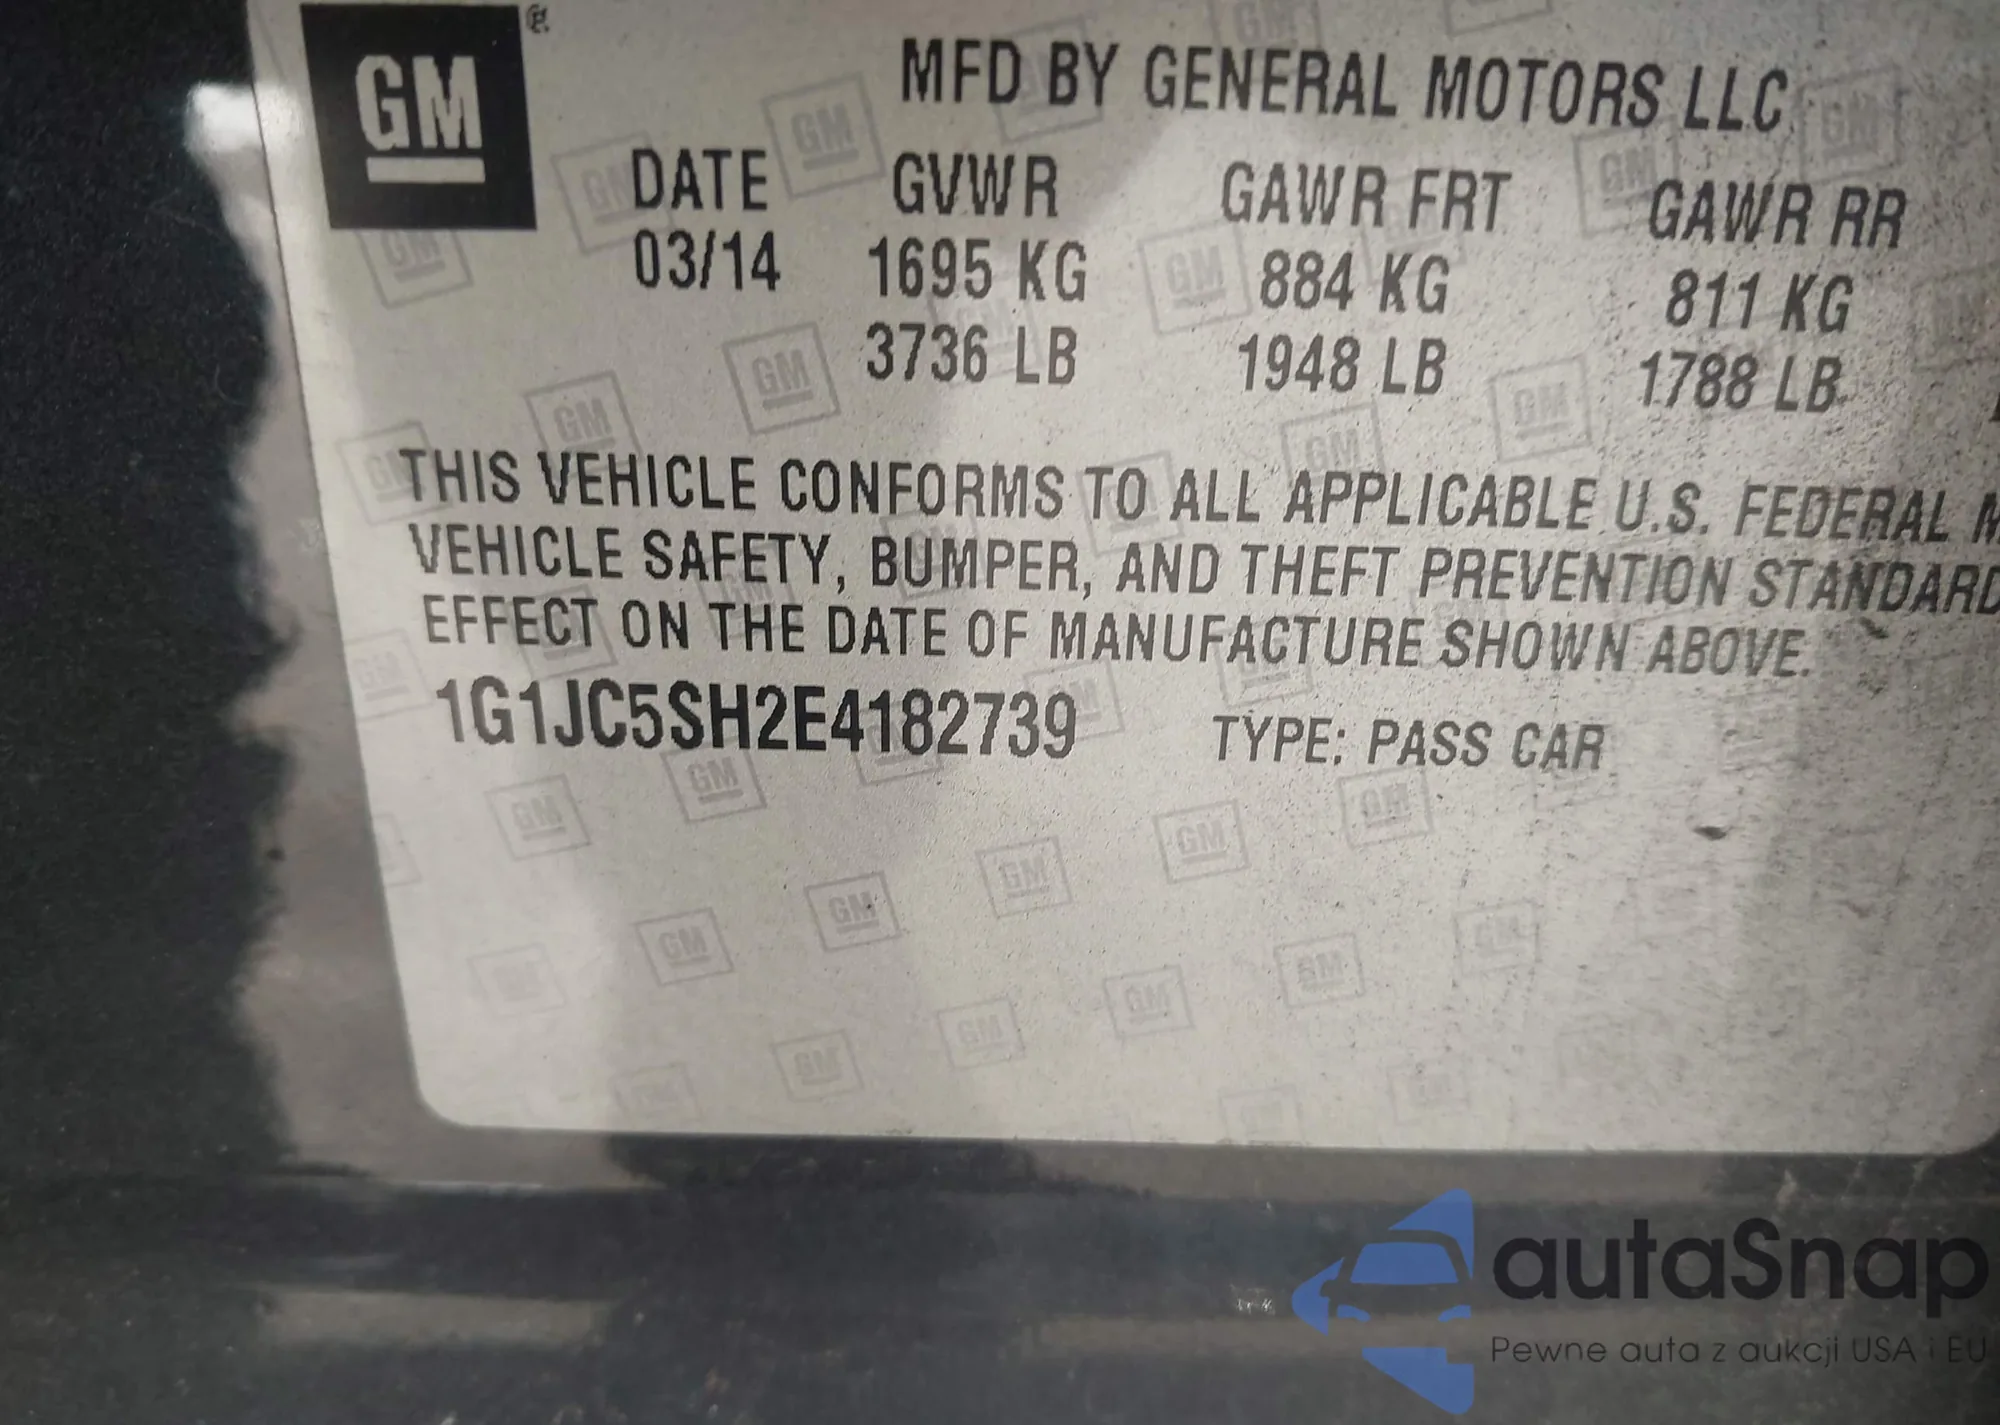 GM
MFD BY GENERAL MOTORS LLC
DATE GVWR GAWR FRT GAWR RR
03/14 1695 KG 884 KG 811 KG
3736 LB 1948 LB 1788 LB
THIS VEHICLE CONFORMS TO ALL APPLICABLE U.S. FEDERAL M
VEHICLE SAFETY, BUMPER, AND THEFT PREVENTION STANDARD
EFFECT ON THE DATE OF MANUFACTURE SHOWN ABOVE.
1G1JC5SH2E4182739 TYPE: PASS CAR
autaSnap
Pewne auta z aukcji USA i EU